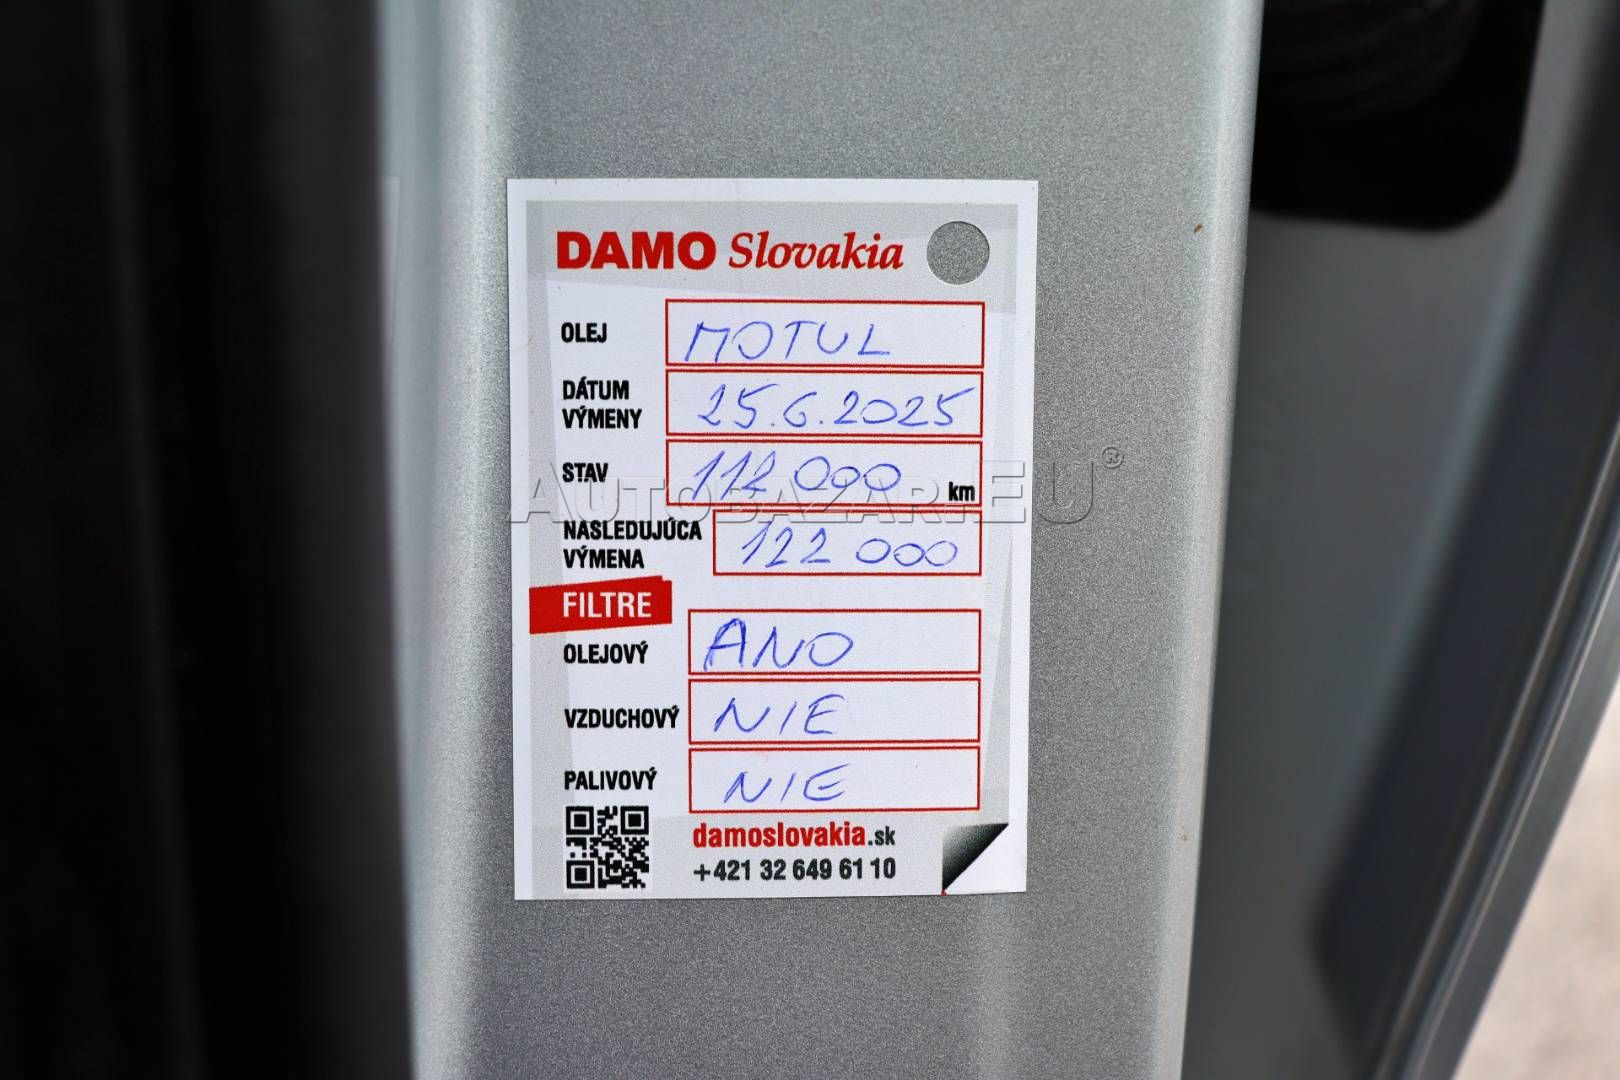 DAMO Slovakia
OLEJ MOTUL
DÁTUM
VÝMENY 25.6.2025
STAV 112 000 km
AUTOBAZAR.EU®
NASLEDUJÚCA
VÝMENA 122 000
FILTRE
OLEJOVÝ ANO
VZDUCHOVÝ NIE
PALIVOVÝ NIE
damoslovakia.sk
+421 32 649 61 10